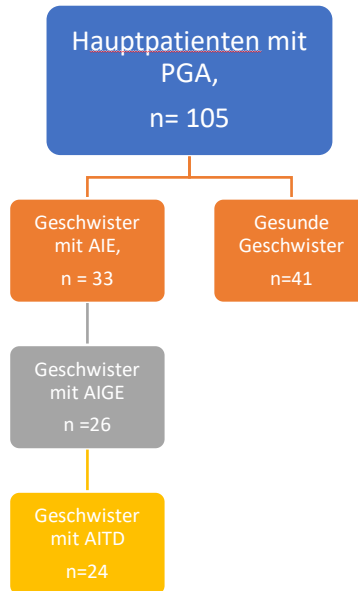 Hauptpatienten mit
PGA,
n= 105
Geschwister
mit AIE,
n = 33
Gesunde
Geschwister
n=41
Geschwister
mit AIGE
n =26
Geschwister
mit AITD
n=24